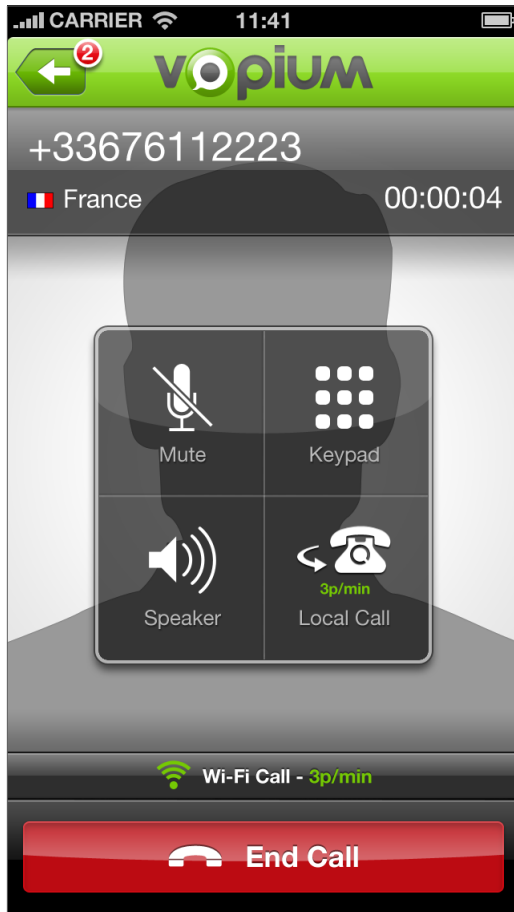 CARRIER 11:41
2
vopium
+33676112223
France 00:00:04
Mute Keypad
3p/min
Speaker Local Call
Wi-Fi Call - 3p/min
End Call